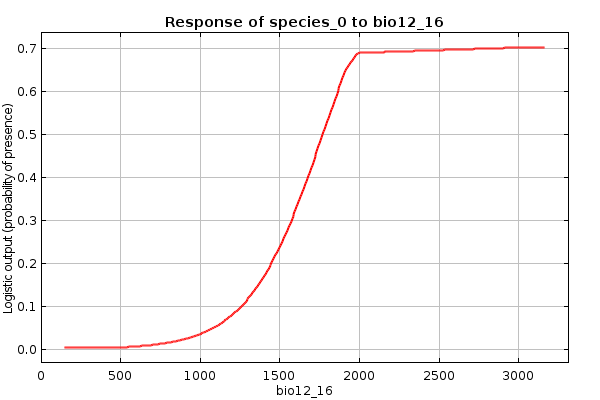 Response of species_0 to bio12_16
Logistic output (probability of presence)
0.7
0.6
0.5
0.4
0.3
0.2
0.1
0.0
0 500 1000 1500 2000 2500 3000
bio12_16